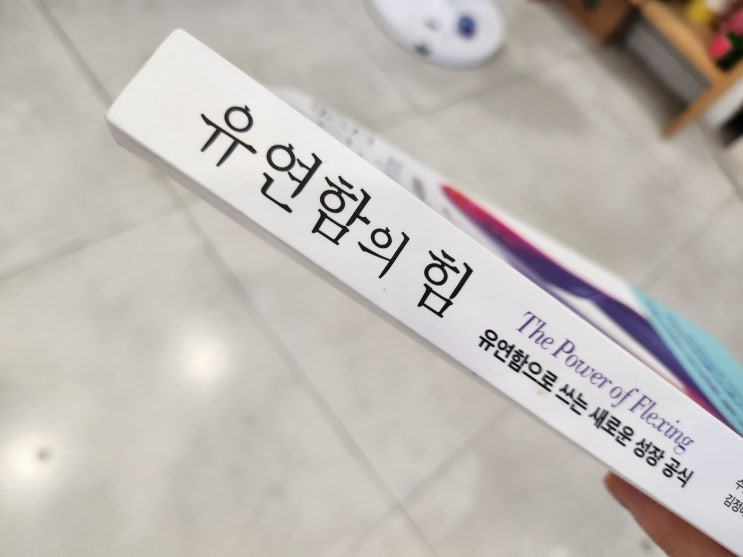 유연함의 힘
The Power of Flexing
유연함으로 쓰는 새로운 성장 공식